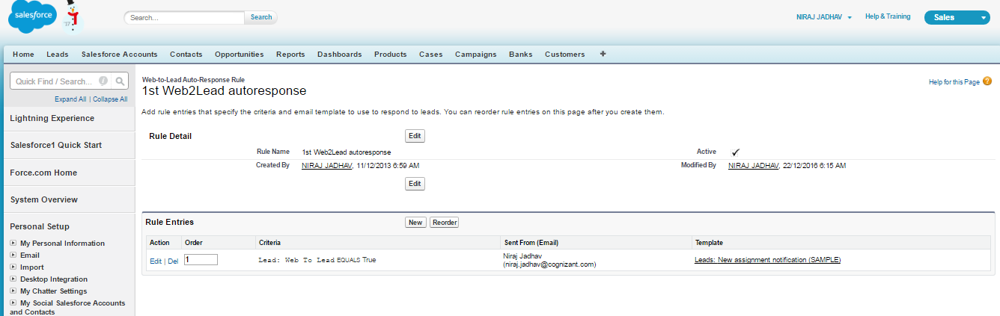 salesforce
Search...
Search
NIRAJ JADHAV
Help & Training
Sales
Home Leads Salesforce Accounts Contacts Opportunities Reports Dashboards Products Cases Campaigns Banks Customers +
Quick Find / Search...
Expand All | Collapse All
Lightning Experience
Salesforce1 Quick Start
Force.com Home
System Overview
Personal Setup
My Personal Information
Email
Import
Desktop Integration
My Chatter Settings
My Social Salesforce Accounts
and Contacts
Web-to-Lead Auto-Response Rule
1st Web2Lead autoresponse
Help for this Page ?
Add rule entries that specify the criteria and email template to use to respond to leads. You can reorder rule entries on this page after you create them.
Rule Detail Edit
Rule Name 1st Web2Lead autoresponse Active
Created By NIRAJ JADHAV, 11/12/2013 6:59 AM Modified By NIRAJ JADHAV, 22/12/2016 6:15 AM
Edit
Rule Entries New Reorder
Action Order Criteria Sent From (Email) Template
Edit | Del 1 Lead: Web To Lead EQUALS True Niraj Jadhav Leads: New assignment notification (SAMPLE)
(niraj.jadhav@cognizant.com)